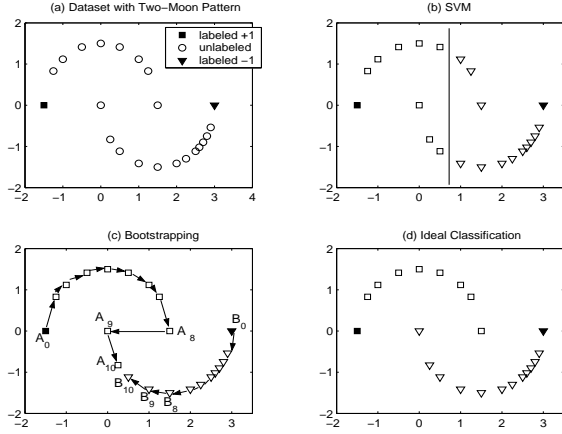 (a) Dataset with Two-Moon Pattern
2
1
0
-1
-2
labeled +1
unlabeled
labeled -1
-2 -1 0 1 2 3 4
(b) SVM
2
1
0
-1
-2
-1 0 1 2 3
(c) Bootstrapping
2
1
0
-1
-2
A0
A9
A8
B0
A10
B10
B9
B8
-2 -1 0 1 2 3
(d) Ideal Classification
2
1
0
-1
-2
-1 0 1 2 3